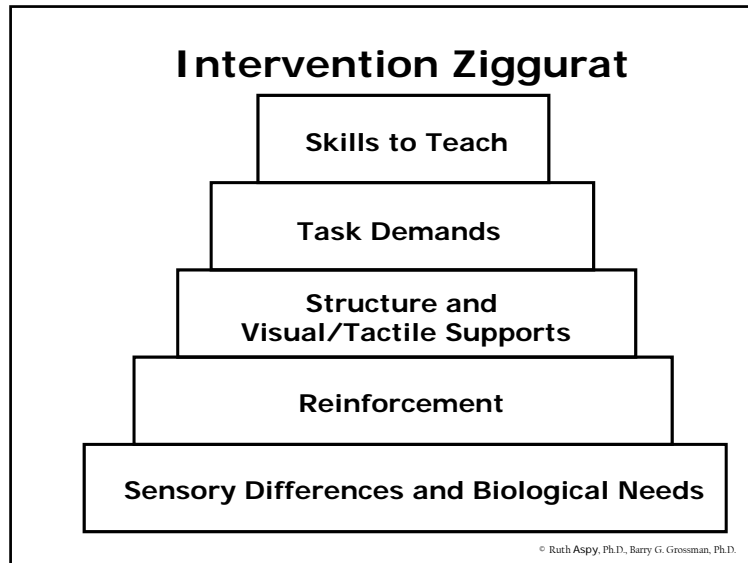 Intervention Ziggurat
Skills to Teach
Task Demands
Structure and
Visual/Tactile Supports
Reinforcement
Sensory Differences and Biological Needs
© Ruth Aspy, Ph.D., Barry G. Grossman, Ph.D.